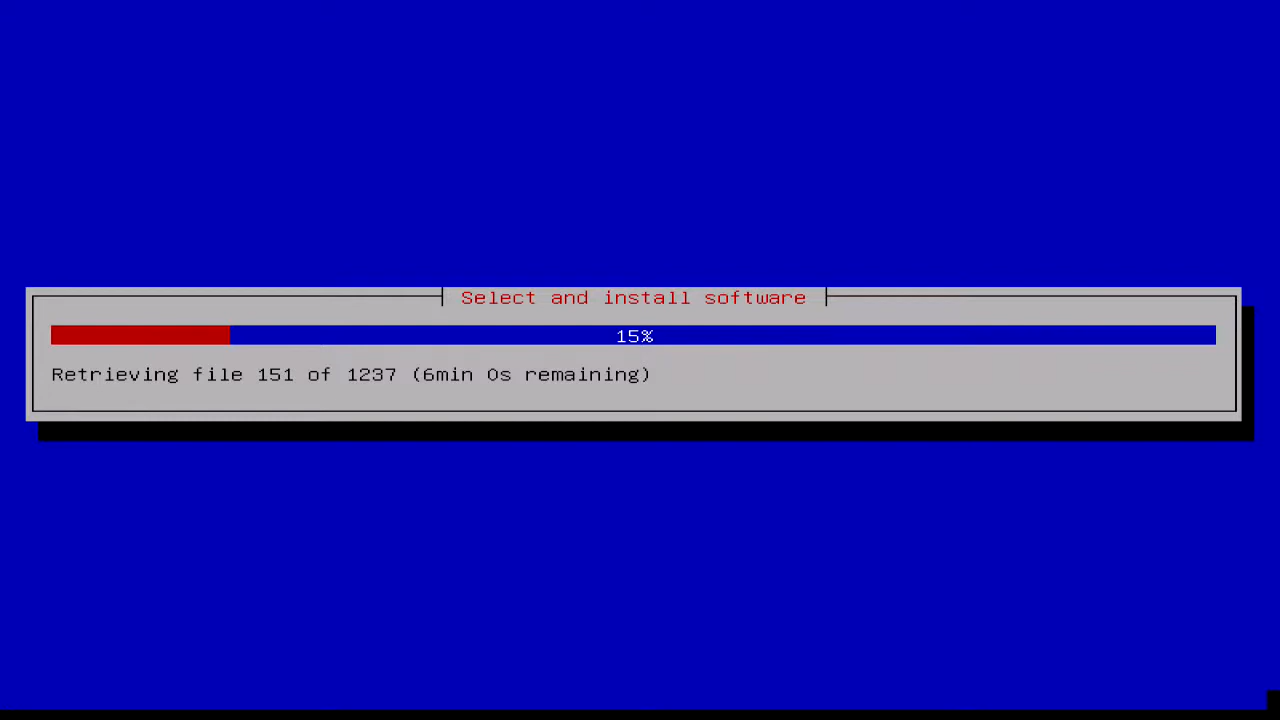 Select and install software
15%
Retrieving file 151 of 1237 (6min 0s remaining)